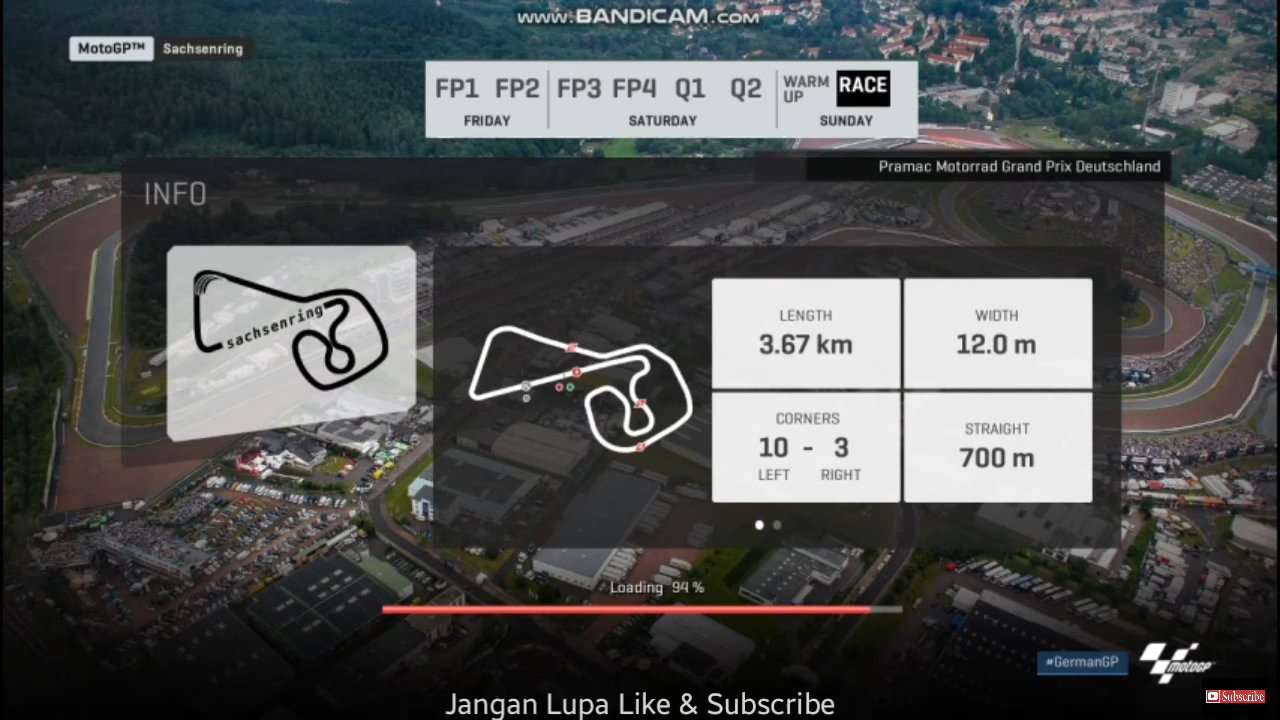 www.BANDICAM.com
MotoGP™ Sachsenring
FP1 FP2 FP3 FP4 Q1 Q2 WARM UP RACE
FRIDAY SATURDAY SUNDAY
Pramac Motorrad Grand Prix Deutschland
INFO
sachsenring
LENGTH
3.67 km
WIDTH
12.0 m
CORNERS
10 - 3
LEFT RIGHT
STRAIGHT
700 m
Loading 94 %
#GermanGP
MotoGP
Subscribe
Jangan Lupa Like & Subscribe